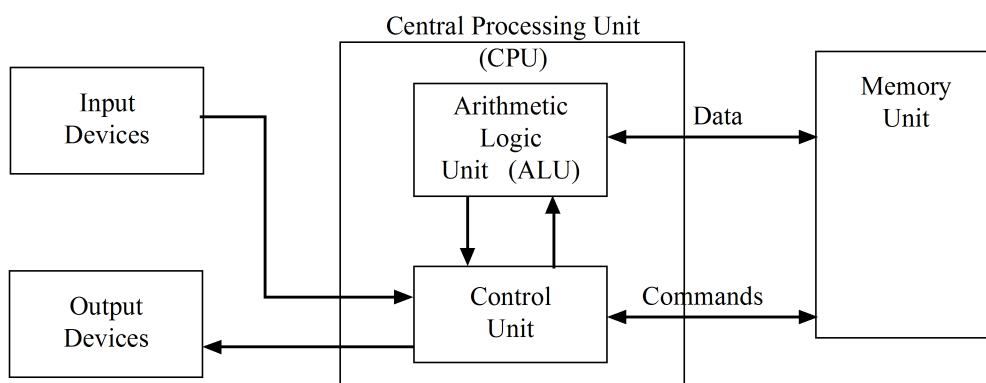 Central Processing Unit
(CPU)
Input
Devices
Arithmetic
Logic
Unit (ALU)
Data
Memory
Unit
Output
Devices
Control
Unit
Commands